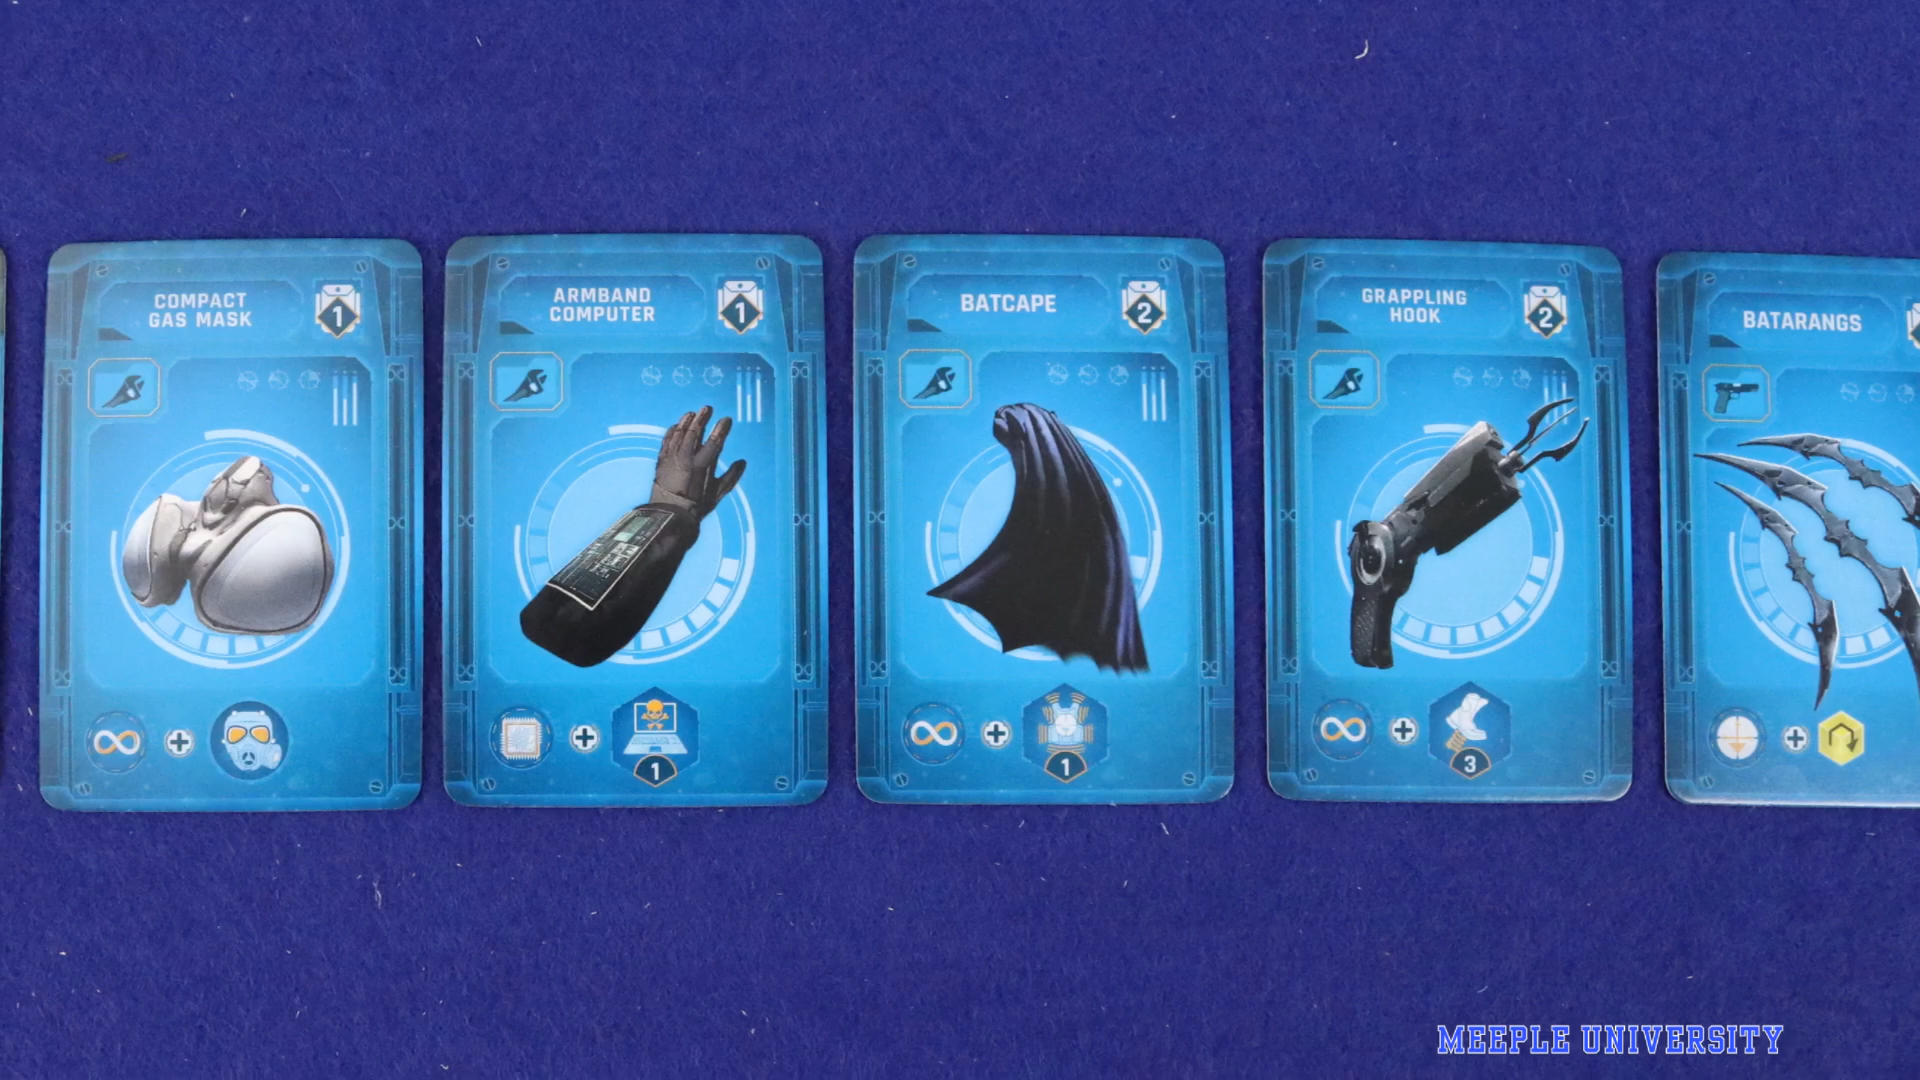 COMPACT
GAS MASK
1
ARMBAND
COMPUTER
1
BATCAPE
2
GRAPPLING
HOOK
2
BATARANGS
1
1
3
MEEPLE UNIVERSITY